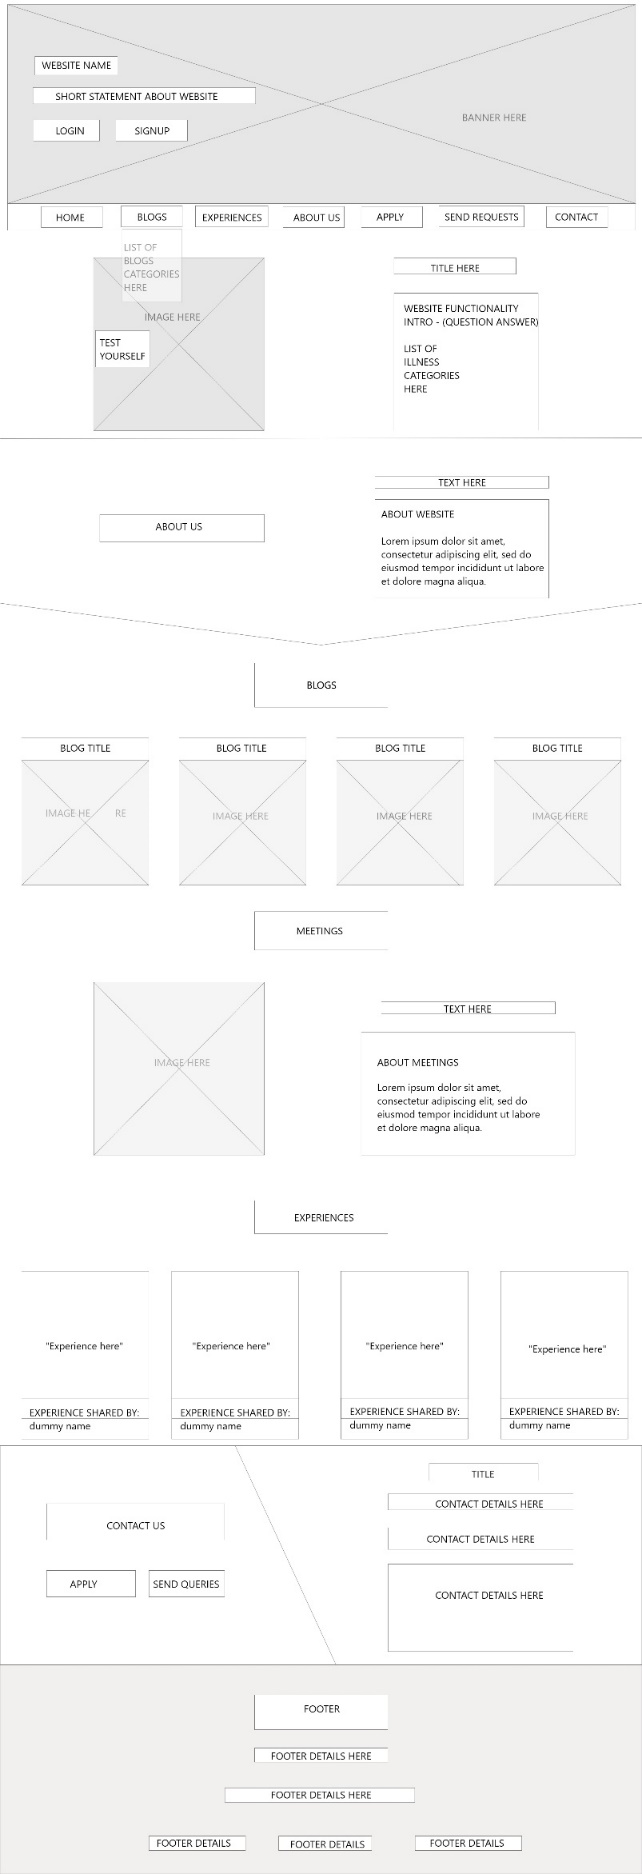 WEBSITE NAME
SHORT STATEMENT ABOUT WEBSITE
BANNER HERE
LOGIN
SIGNUP
HOME
BLOGS
EXPERIENCES
ABOUT US
APPLY
SEND REQUESTS
CONTACT
LIST OF
BLOGS
CATEGORIES
HERE
IMAGE HERE
TEST
YOURSELF
TITLE HERE
WEBSITE FUNCTIONALITY
INTRO - (QUESTION ANSWER)
LIST OF
ILLNESS
CATEGORIES
HERE
ABOUT US
TEXT HERE
ABOUT WEBSITE
Lorem ipsum dolor sit amet,
consectetur adipiscing elit, sed do
eiusmod tempor incididunt ut labore
et dolore magna aliqua.
BLOGS
BLOG TITLE
BLOG TITLE
BLOG TITLE
BLOG TITLE
IMAGE HE RE
IMAGE HERE
IMAGE HERE
IMAGE HERE
MEETINGS
IMAGE HERE
TEXT HERE
ABOUT MEETINGS
Lorem ipsum dolor sit amet,
consectetur adipiscing elit, sed do
eiusmod tempor incididunt ut labore
et dolore magna aliqua.
EXPERIENCES
"Experience here"
"Experience here"
"Experience here"
"Experience here"
EXPERIENCE SHARED BY:
dummy name
EXPERIENCE SHARED BY:
dummy name
EXPERIENCE SHARED BY:
dummy name
EXPERIENCE SHARED BY:
dummy name
CONTACT US
APPLY
SEND QUERIES
TITLE
CONTACT DETAILS HERE
CONTACT DETAILS HERE
CONTACT DETAILS HERE
FOOTER
FOOTER DETAILS HERE
FOOTER DETAILS HERE
FOOTER DETAILS
FOOTER DETAILS
FOOTER DETAILS